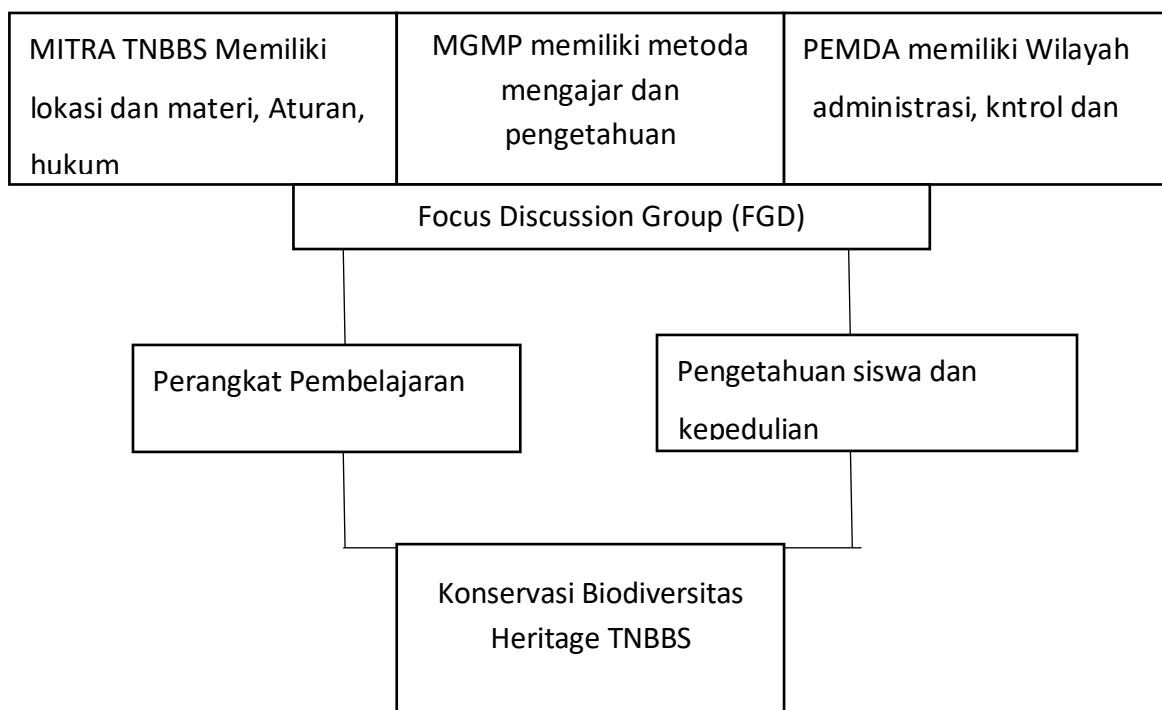 MITRA TNBBS Memiliki
lokasi dan materi, Aturan,
hukum
MGMP memiliki metoda
mengajar dan
pengetahuan
PEMDA memiliki Wilayah
administrasi, kntrol dan
Focus Discussion Group (FGD)
Perangkat Pembelajaran
Pengetahuan siswa dan
kepedulian
Konservasi Biodiversitas
Heritage TNBBS